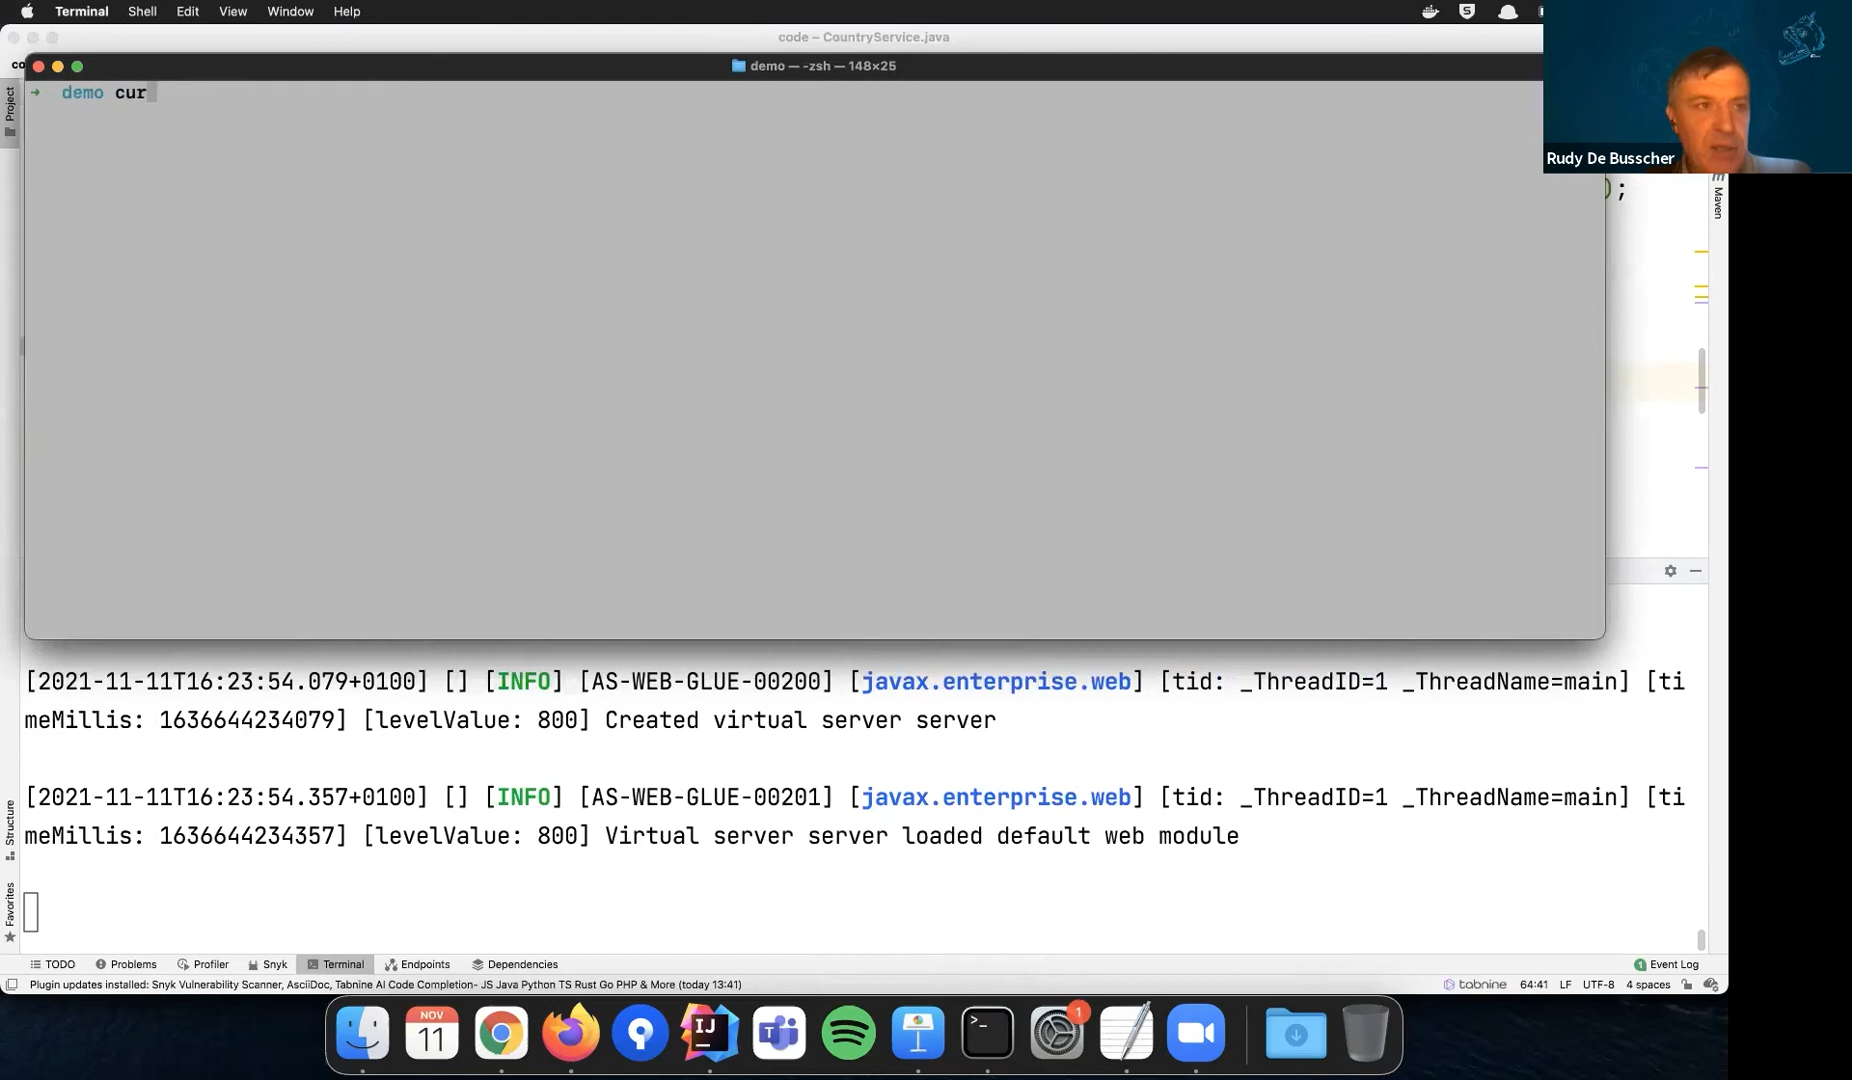 Terminal Shell Edit View Window Help
code – CountryService.java
co
demo — -zsh — 148×25
➜ demo cur
Rudy De Busscher
Project
Maven
);
[2021-11-11T16:23:54.079+0100] [] [INFO] [AS-WEB-GLUE-00200] [javax.enterprise.web] [tid: _ThreadID=1 _ThreadName=main] [ti
meMillis: 1636644234079] [levelValue: 800] Created virtual server server
[2021-11-11T16:23:54.357+0100] [] [INFO] [AS-WEB-GLUE-00201] [javax.enterprise.web] [tid: _ThreadID=1 _ThreadName=main] [ti
meMillis: 1636644234357] [levelValue: 800] Virtual server server loaded default web module
Structure
Favorites
TODO Problems Profiler Snyk Terminal Endpoints Dependencies 1 Event Log
Plugin updates installed: Snyk Vulnerability Scanner, AsciiDoc, Tabnine AI Code Completion- JS Java Python TS Rust Go PHP & More (today 13:41) tabnine 64:41 LF UTF-8 4 spaces
NOV
11
IJ
T
>_
1